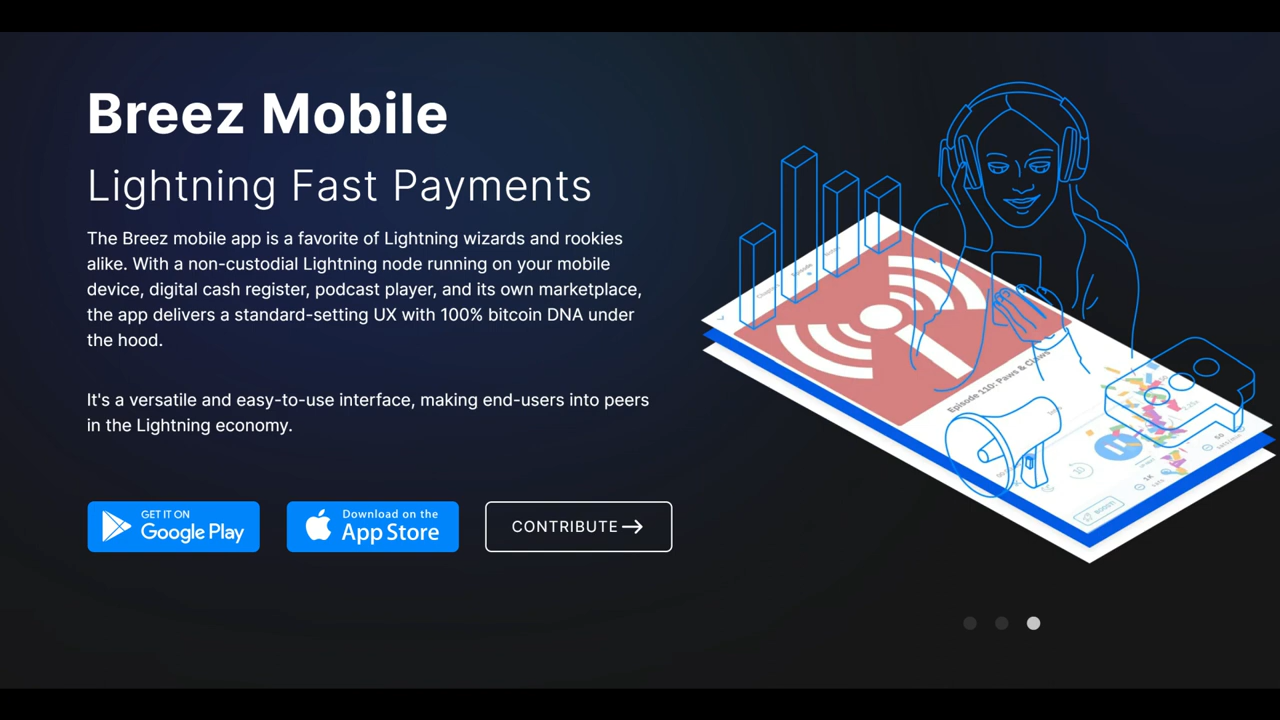 Breez Mobile
Lightning Fast Payments
The Breez mobile app is a favorite of Lightning wizards and rookies
alike. With a non-custodial Lightning node running on your mobile
device, digital cash register, podcast player, and its own marketplace,
the app delivers a standard-setting UX with 100% bitcoin DNA under
the hood.
It's a versatile and easy-to-use interface, making end-users into peers
in the Lightning economy.
GET IT ON
Google Play
Download on the
App Store
CONTRIBUTE
Episode
Episode 110: Paws & Claws
BOOST!